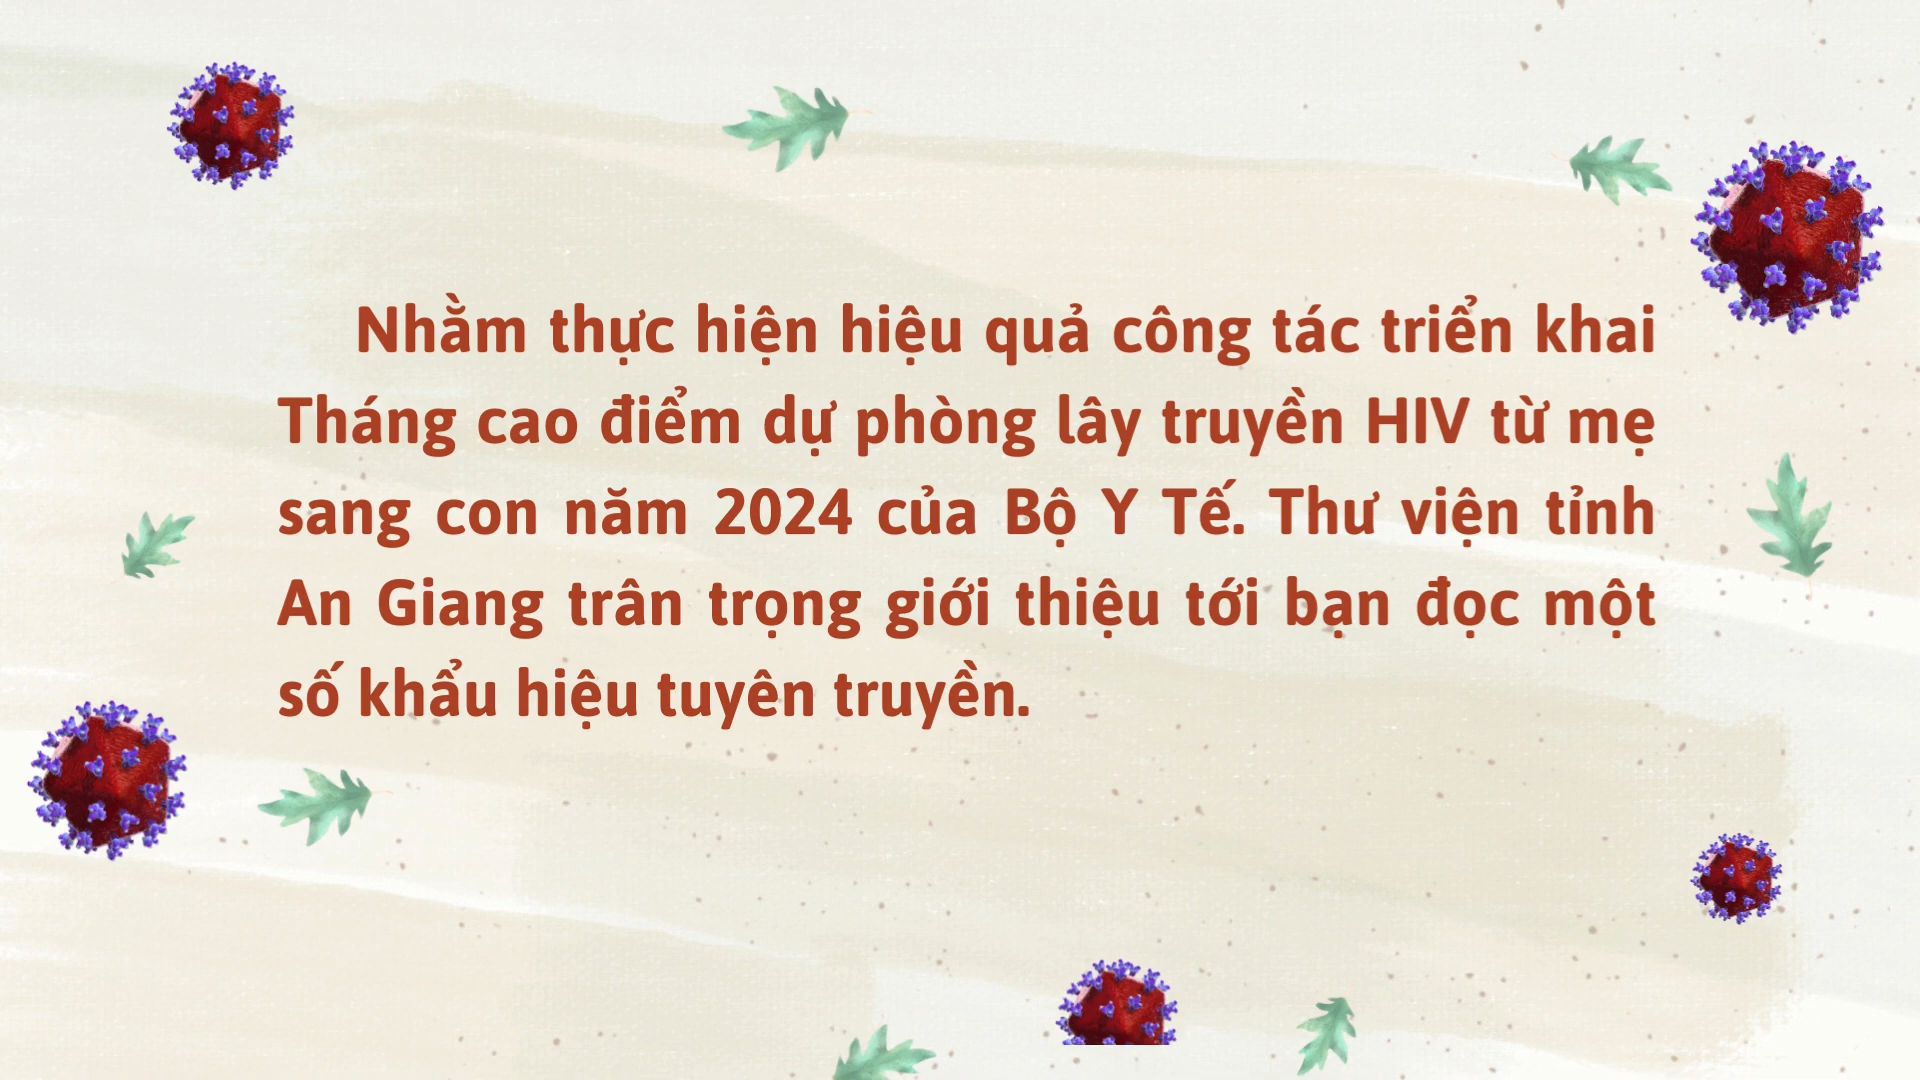 Nhằm thực hiện hiệu quả công tác triển khai
Tháng cao điểm dự phòng lây truyền HIV từ mẹ
sang con năm 2024 của Bộ Y Tế. Thư viện tỉnh
An Giang trân trọng giới thiệu tới bạn đọc một
số khẩu hiệu tuyên truyền.